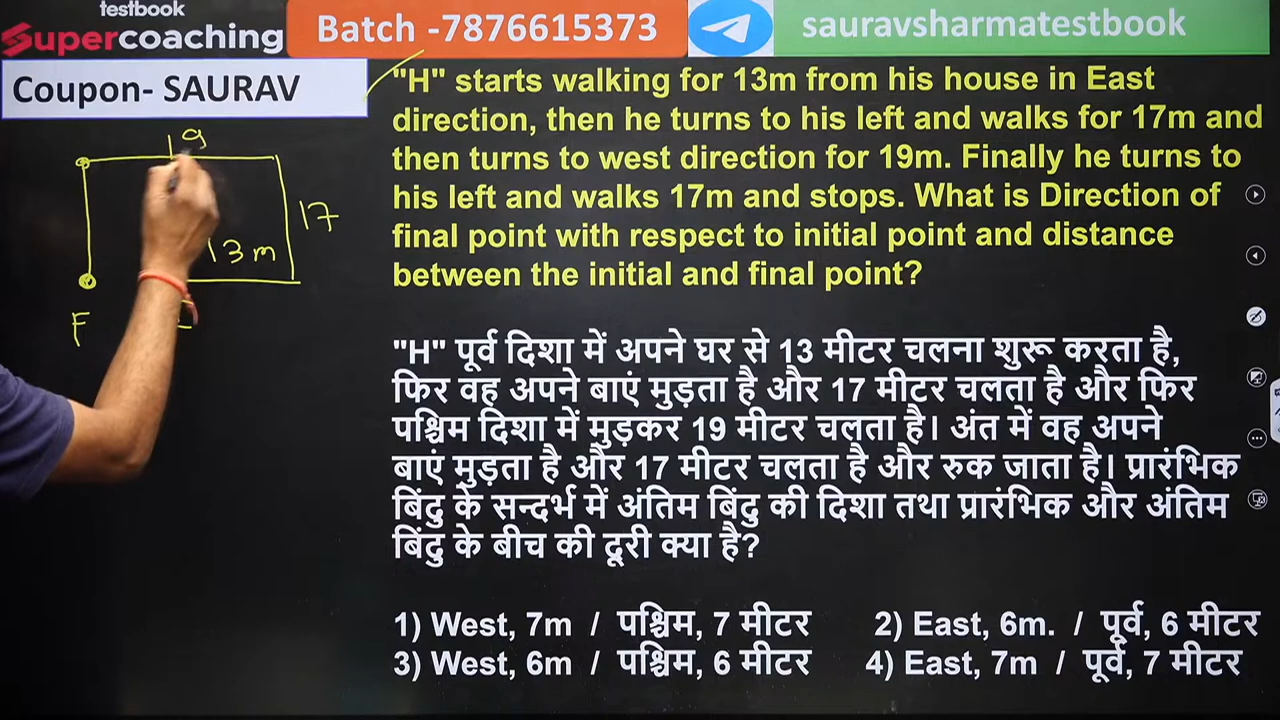 testbook
Supercoaching
Batch -7876615373
sauravsharmatestbook
Coupon- SAURAV
"H" starts walking for 13m from his house in East
direction, then he turns to his left and walks for 17m and
then turns to west direction for 19m. Finally he turns to
his left and walks 17m and stops. What is Direction of
final point with respect to initial point and distance
between the initial and final point?
19
17
13 m
F
"H" पूर्व दिशा में अपने घर से 13 मीटर चलना शुरू करता है,
फिर वह अपने बाएं मुड़ता है और 17 मीटर चलता है और फिर
पश्चिम दिशा में मुड़कर 19 मीटर चलता है। अंत में वह अपने
बाएं मुड़ता है और 17 मीटर चलता है और रुक जाता है। प्रारंभिक
बिंदु के सन्दर्भ में अंतिम बिंदु की दिशा तथा प्रारंभिक और अंतिम
बिंदु के बीच की दूरी क्या है?
1) West, 7m / पश्चिम, 7 मीटर 2) East, 6m. / पूर्व, 6 मीटर
3) West, 6m / पश्चिम, 6 मीटर 4) East, 7m / पूर्व, 7 मीटर